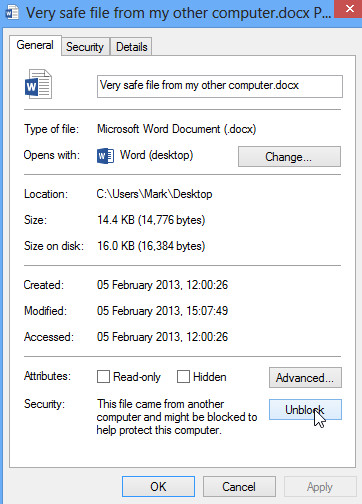 Very safe file from my other computer.docx P...
General
Security
Details
Very safe file from my other computer.docx
Type of file:
Microsoft Word Document (.docx)
Opens with:
Word (desktop)
Change...
Location:
C:\Users\Mark\Desktop
Size:
14.4 KB (14,776 bytes)
Size on disk:
16.0 KB (16,384 bytes)
Created:
05 February 2013, 12:00:26
Modified:
05 February 2013, 15:07:49
Accessed:
05 February 2013, 12:00:26
Attributes:
Read-only
Hidden
Advanced...
Security:
This file came from another
computer and might be blocked to
help protect this computer.
Unblock
OK
Cancel
Apply